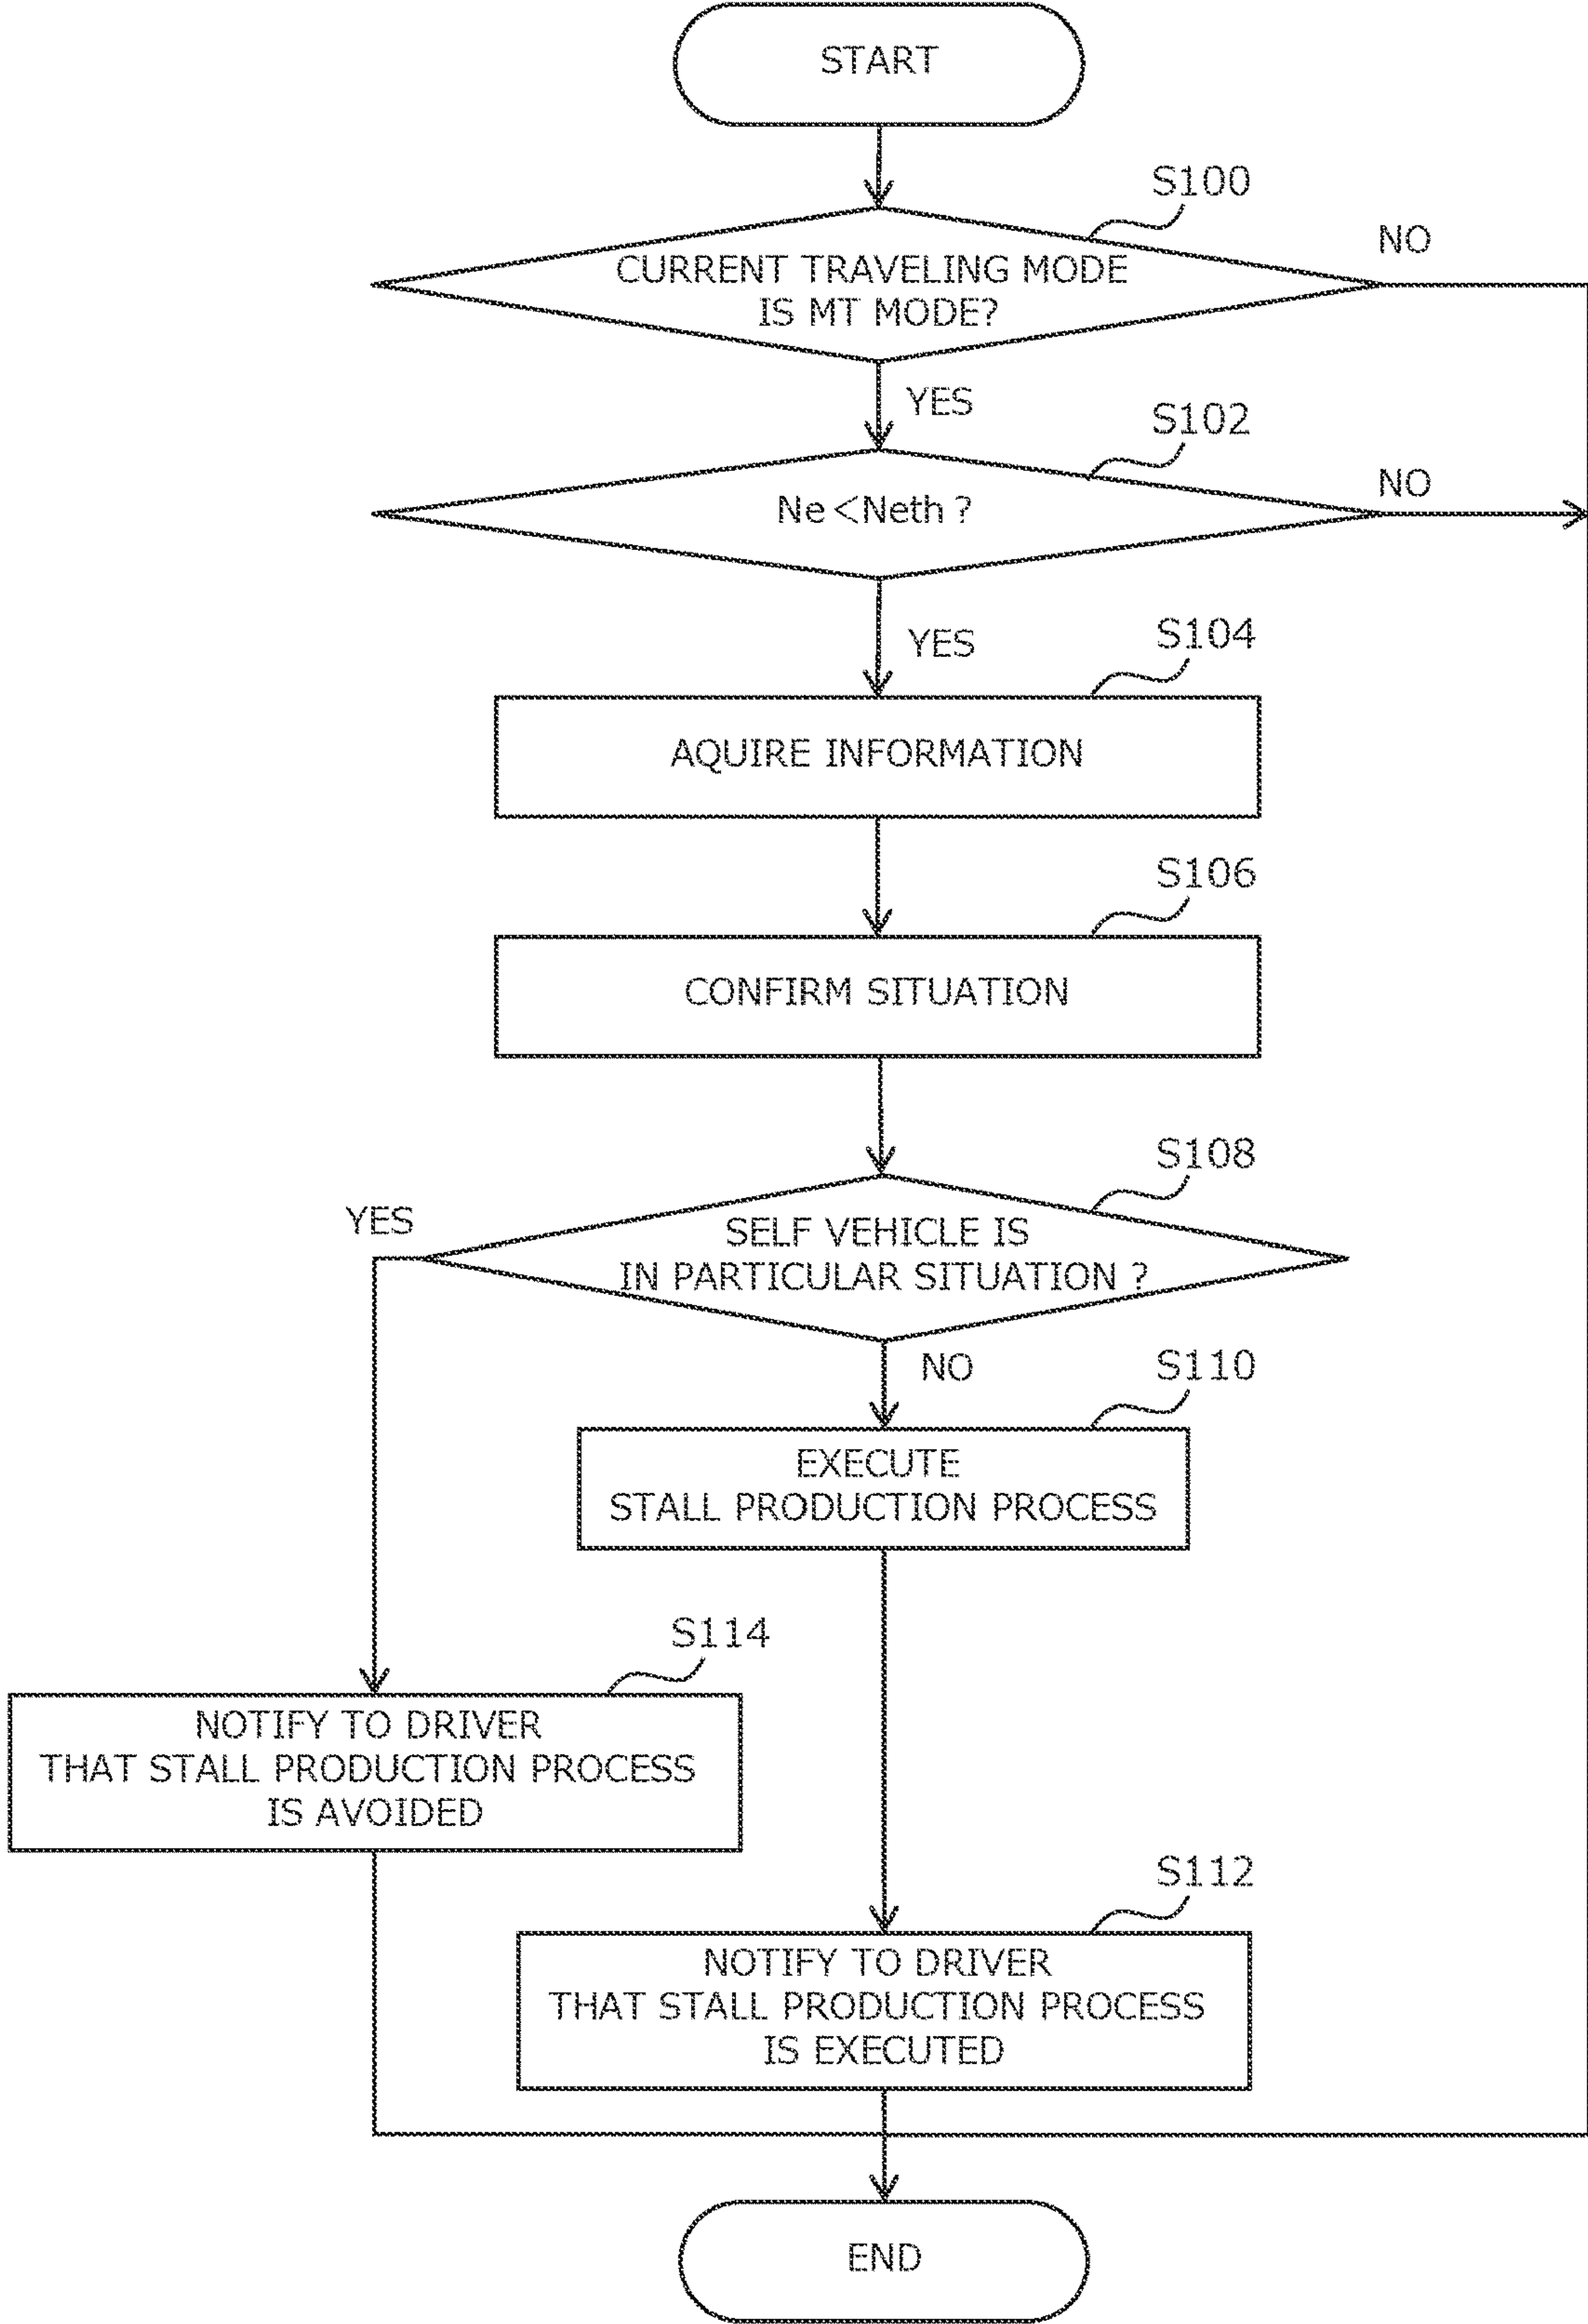 START
S100
NO
CURRENT TRAVELING MODE
IS MT MODE?
YES
S102
NO
Ne<Neth ?
YES
S104
AQUIRE INFORMATION
S106
CONFIRM SITUATION
S108
YES
SELF VEHICLE IS
IN PARTICULAR SITUATION ?
NO
S110
EXECUTE
STALL PRODUCTION PROCESS
S114
NOTIFY TO DRIVER
THAT STALL PRODUCTION PROCESS
IS AVOIDED
S112
NOTIFY TO DRIVER
THAT STALL PRODUCTION PROCESS
IS EXECUTED
END